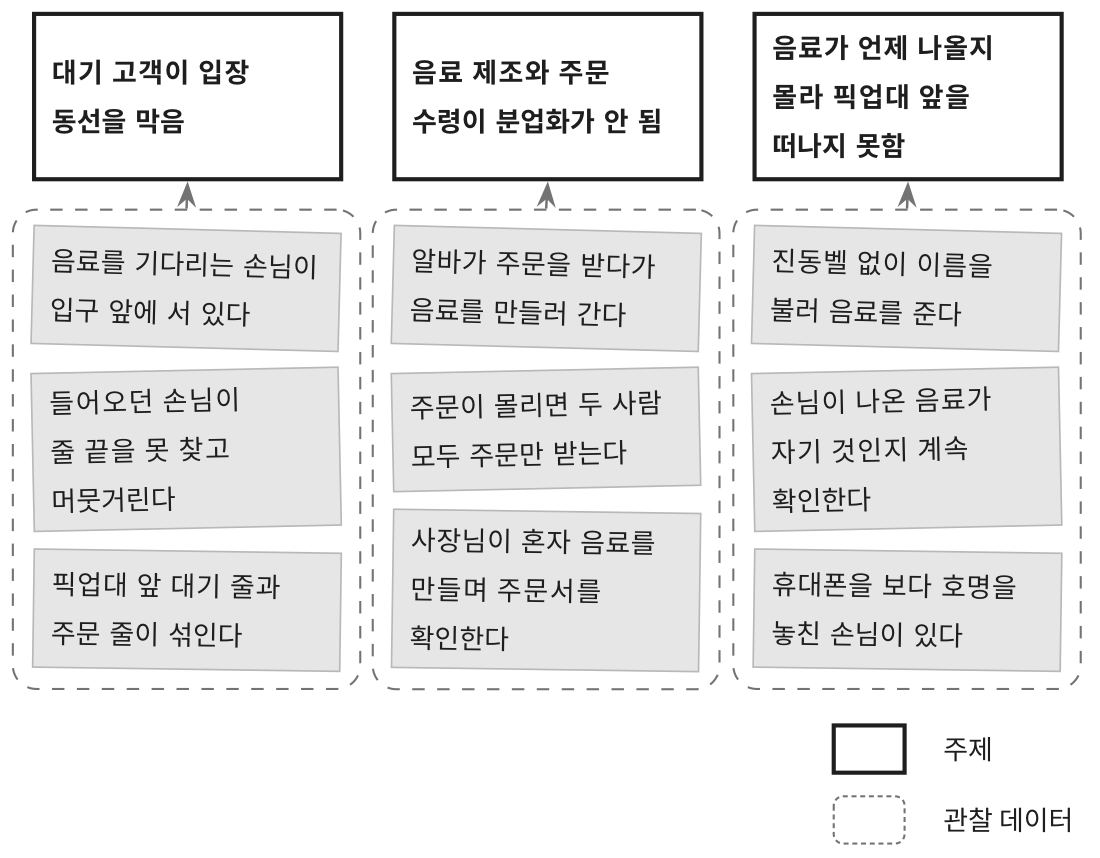 대기 고객이 입장
동선을 막음
음료를 기다리는 손님이
입구 앞에 서 있다
들어오던 손님이
줄 끝을 못 찾고
머뭇거린다
픽업대 앞 대기 줄과
주문 줄이 섞인다
음료 제조와 주문
수령이 분업화가 안 됨
알바가 주문을 받다가
음료를 만들러 간다
주문이 몰리면 두 사람
모두 주문만 받는다
사장님이 혼자 음료를
만들며 주문서를
확인한다
음료가 언제 나올지
몰라 픽업대 앞을
떠나지 못함
진동벨 없이 이름을
불러 음료를 준다
손님이 나온 음료가
자기 것인지 계속
확인한다
휴대폰을 보다 호명을
놓친 손님이 있다
주제
관찰 데이터